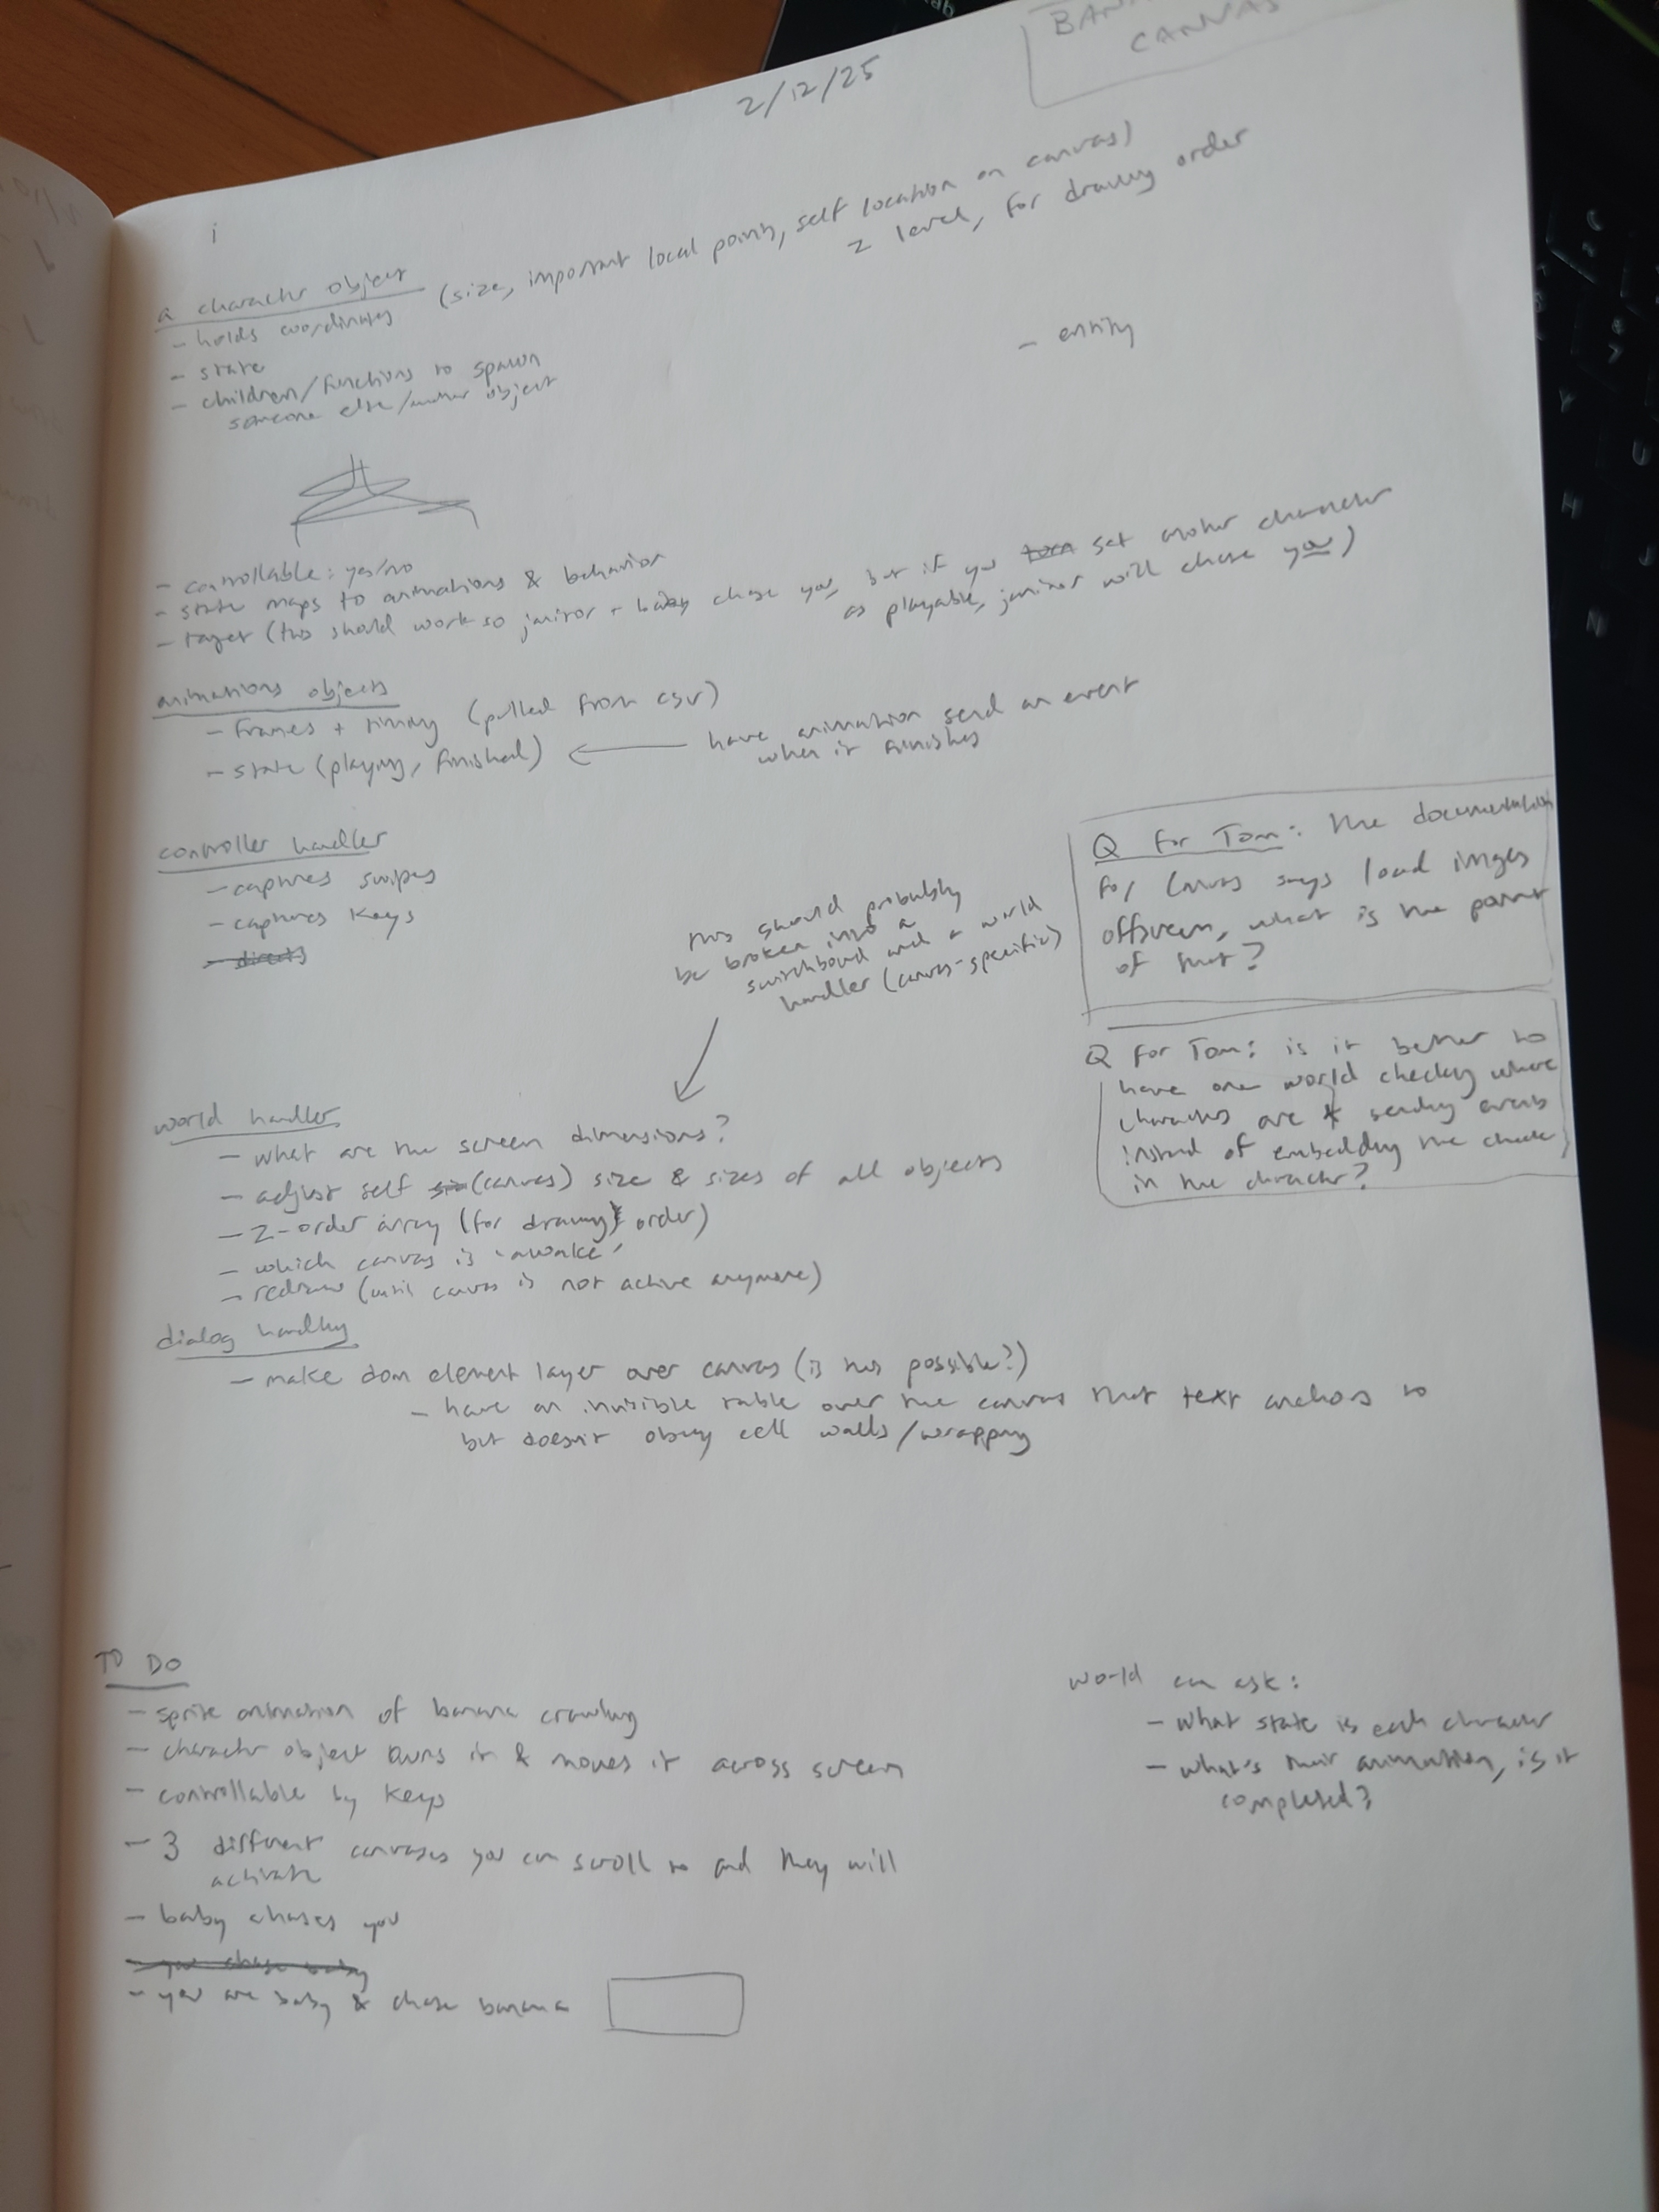 BAN
CANVAS
2/12/25
i
a character object
- holds coordinates (size, important local points, self location on canvas)
z level, for drawing order
- state
- children/functions to spawn
someone else/another object
- entity
- controllable: yes/no
- state maps to animations & behavior
- target (this should work so janitor + baby chase you, but if you turn set another character
as playable, janitor will chase you)
animations objects
- frames + timing (pulled from csv)
- state (playing, finished)
have animation send an event
when it finishes
controller handler
- captures swipes
- captures keys
- directs
this should probably
be broken into a
switchboard and a world
handler (canvas-specific)
Q for Tom: the documentation
for Canvas says load images
offscreen, what is the point
of that?
Q for Tom: is it better to
have one world checking where
characters are & sending events
instead of embedding the check
in the character?
world handler
- what are the screen dimensions?
- adjust self siz (canvas) size & sizes of all objects
- z-order array (for drawing order)
- which canvas is 'awake'
- redraw (until canvas is not active anymore)
dialog handling
- make dom element layer over canvas (is this possible?)
- have an invisible table over the canvas that text anchors to
but doesn't obey cell walls/wrapping
TO DO
- sprite animation of banana crawling
- character object owns it & moves it across screen
- controllable by keys
- 3 different canvases you can scroll to and they will
activate
- baby chases you
- you chase baby
- you are baby & chase banana
world can ask:
- what state is each character
- what's their animation, is it
completed?